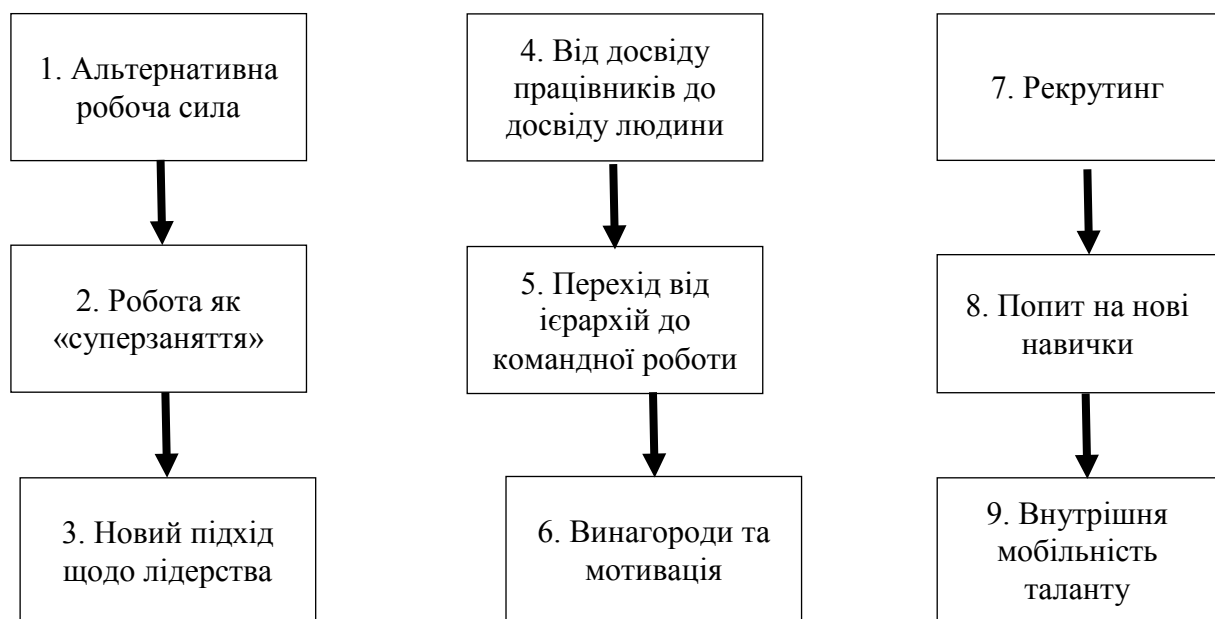 1. Альтернативна
робоча сила
2. Робота як
«суперзаняття»
3. Новий підхід
щодо лідерства
4. Від досвіду
працівників до
досвіду людини
5. Перехід від
ієрархій до
командної роботи
6. Винагороди та
мотивація
7. Рекрутинг
8. Попит на нові
навички
9. Внутрішня
мобільність
таланту